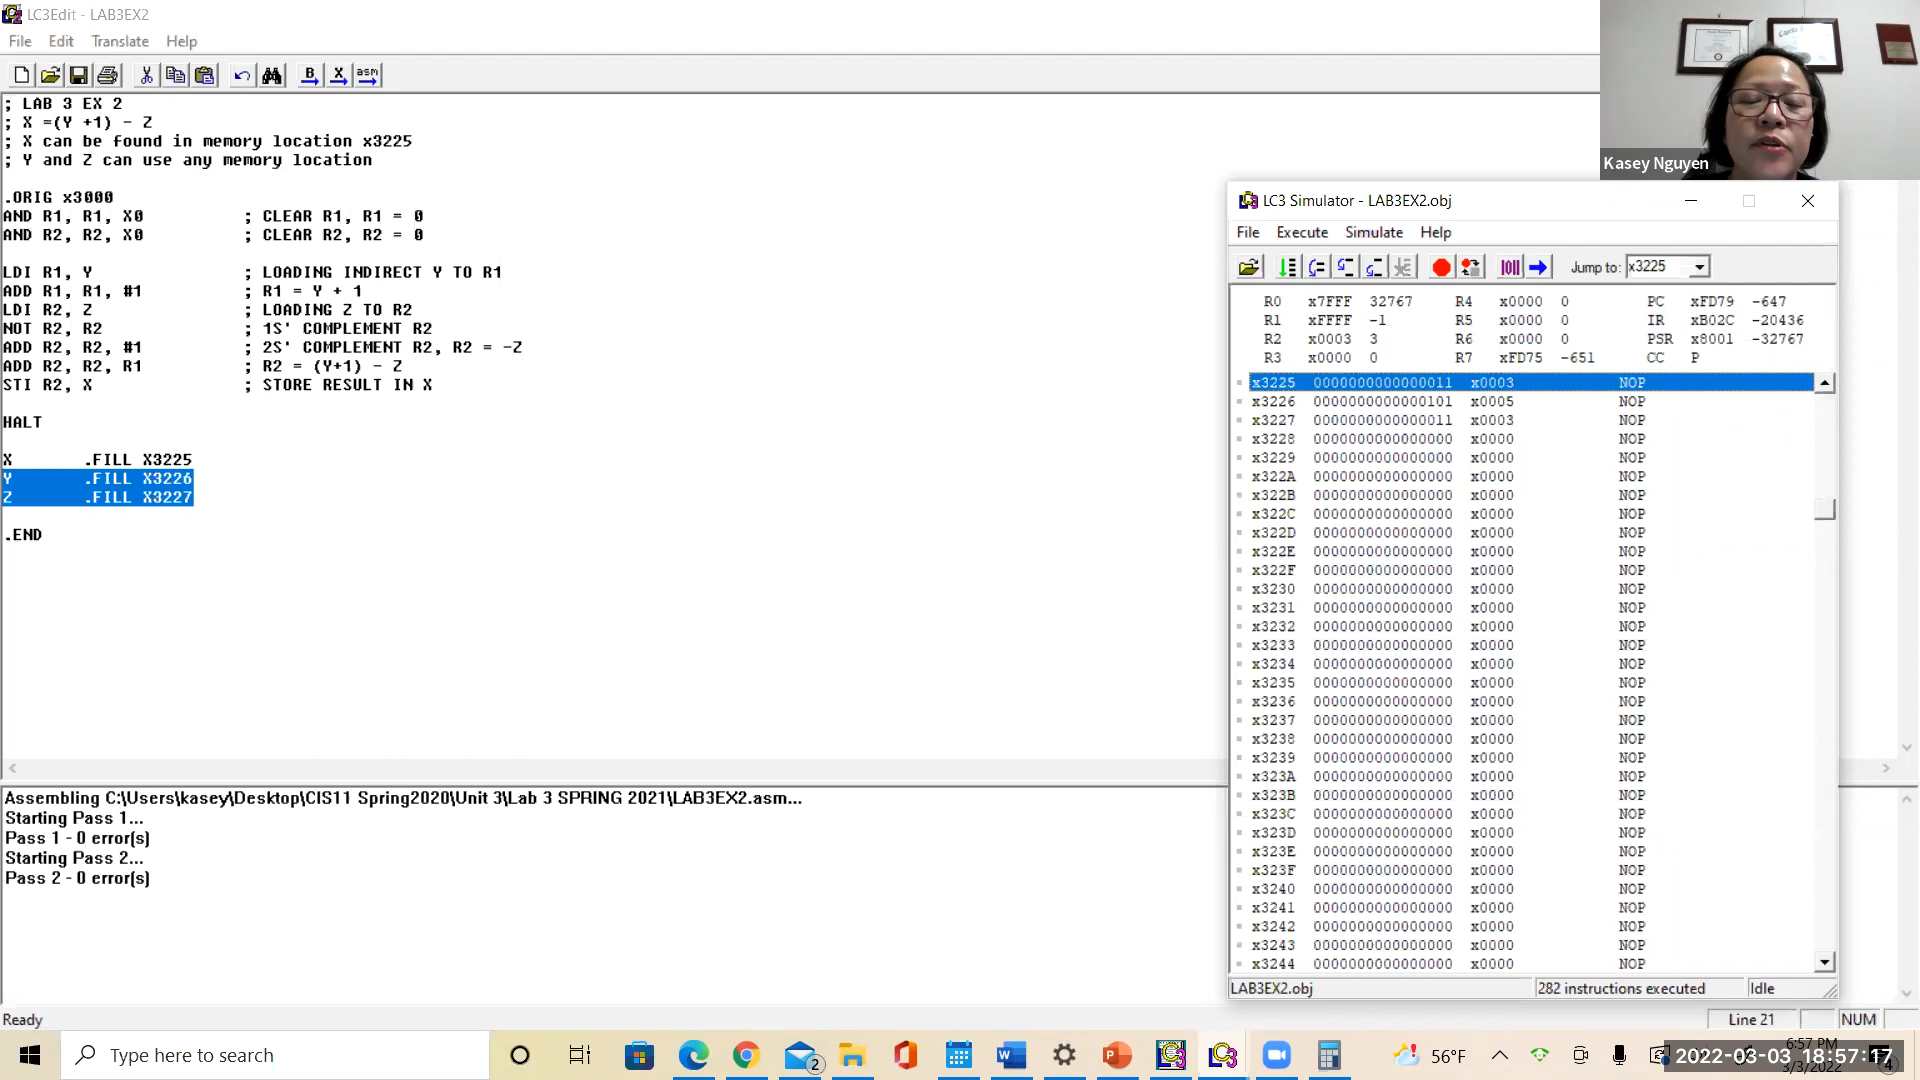 LC3Edit - LAB3EX2
File Edit Translate Help
B X asm
; LAB 3 EX 2
; X =(Y +1) - Z
; X can be found in memory location x3225
; Y and Z can use any memory location
.ORIG x3000
AND R1, R1, X0 ; CLEAR R1, R1 = 0
AND R2, R2, X0 ; CLEAR R2, R2 = 0
LDI R1, Y ; LOADING INDIRECT Y TO R1
ADD R1, R1, #1 ; R1 = Y + 1
LDI R2, Z ; LOADING Z TO R2
NOT R2, R2 ; 1S' COMPLEMENT R2
ADD R2, R2, #1 ; 2S' COMPLEMENT R2, R2 = -Z
ADD R2, R2, R1 ; R2 = (Y+1) - Z
STI R2, X ; STORE RESULT IN X
HALT
X .FILL X3225
Y .FILL X3226
Z .FILL X3227
.END
Assembling C:\Users\kasey\Desktop\CIS11 Spring2020\Unit 3\Lab 3 SPRING 2021\LAB3EX2.asm...
Starting Pass 1...
Pass 1 - 0 error(s)
Starting Pass 2...
Pass 2 - 0 error(s)
Ready
Line 21 NUM
Kasey Nguyen
LC3 Simulator - LAB3EX2.obj
File Execute Simulate Help
Jump to: x3225
R0 x7FFF 32767 R4 x0000 0 PC xFD79 -647
R1 xFFFF -1 R5 x0000 0 IR xB02C -20436
R2 x0003 3 R6 x0000 0 PSR x8001 -32767
R3 x0000 0 R7 xFD75 -651 CC P
x3225 0000000000000011 x0003 NOP
x3226 0000000000000101 x0005 NOP
x3227 0000000000000011 x0003 NOP
x3228 0000000000000000 x0000 NOP
x3229 0000000000000000 x0000 NOP
x322A 0000000000000000 x0000 NOP
x322B 0000000000000000 x0000 NOP
x322C 0000000000000000 x0000 NOP
x322D 0000000000000000 x0000 NOP
x322E 0000000000000000 x0000 NOP
x322F 0000000000000000 x0000 NOP
x3230 0000000000000000 x0000 NOP
x3231 0000000000000000 x0000 NOP
x3232 0000000000000000 x0000 NOP
x3233 0000000000000000 x0000 NOP
x3234 0000000000000000 x0000 NOP
x3235 0000000000000000 x0000 NOP
x3236 0000000000000000 x0000 NOP
x3237 0000000000000000 x0000 NOP
x3238 0000000000000000 x0000 NOP
x3239 0000000000000000 x0000 NOP
x323A 0000000000000000 x0000 NOP
x323B 0000000000000000 x0000 NOP
x323C 0000000000000000 x0000 NOP
x323D 0000000000000000 x0000 NOP
x323E 0000000000000000 x0000 NOP
x323F 0000000000000000 x0000 NOP
x3240 0000000000000000 x0000 NOP
x3241 0000000000000000 x0000 NOP
x3242 0000000000000000 x0000 NOP
x3243 0000000000000000 x0000 NOP
x3244 0000000000000000 x0000 NOP
LAB3EX2.obj 282 instructions executed Idle
Type here to search
2
56°F
6:57 PM
3/3/2022
4
2022-03-03 18:57:17